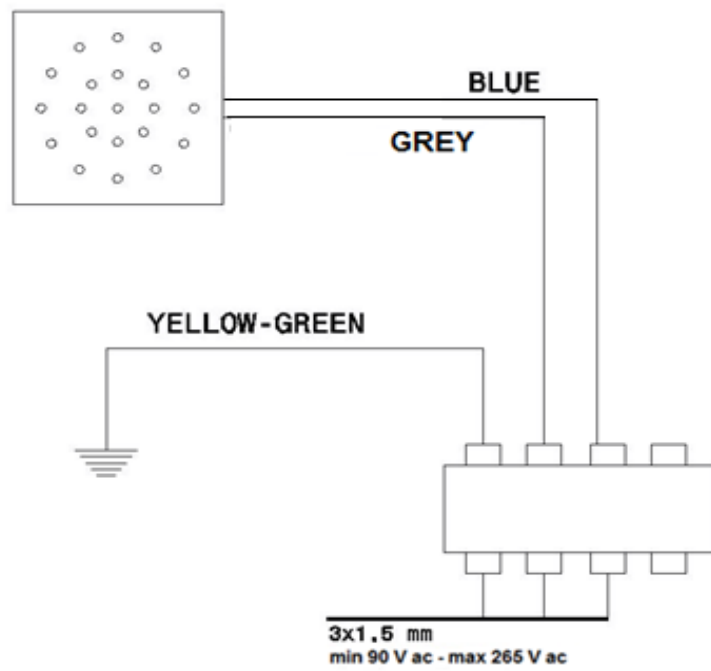 BLUE
GREY
YELLOW-GREEN
3x1.5 mm
min 90 V ac - max 265 V ac